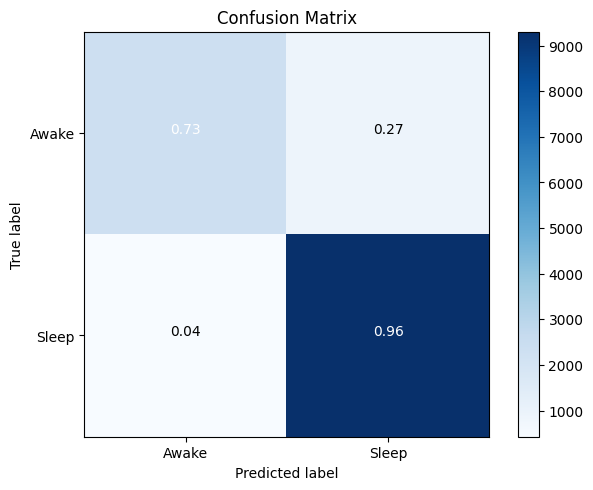 Confusion Matrix
True label
Awake
Sleep
0.73
0.27
0.04
0.96
Awake
Sleep
Predicted label
9000
8000
7000
6000
5000
4000
3000
2000
1000